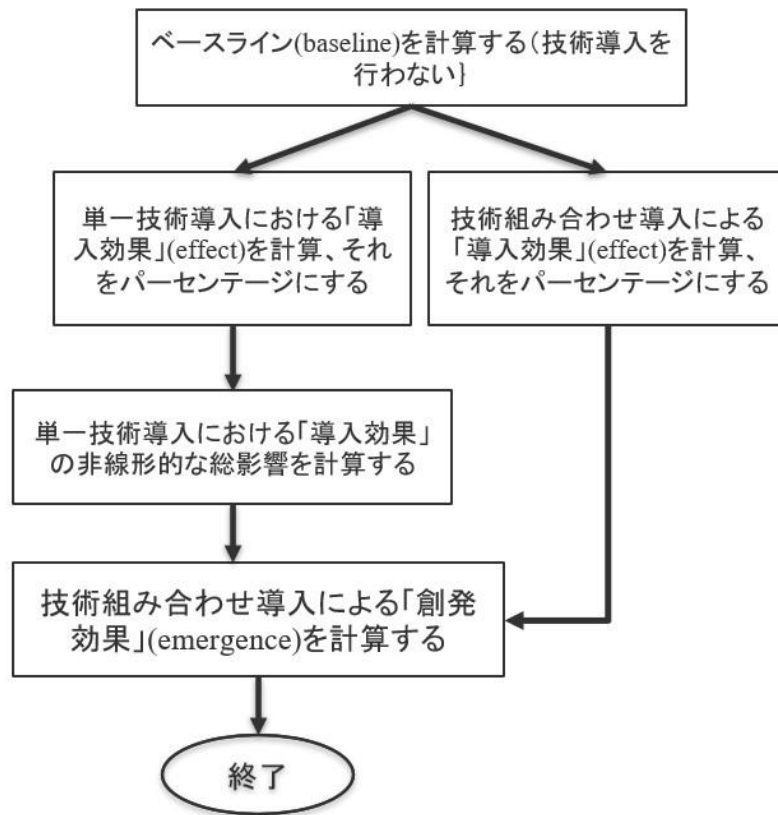 ベースライン(baseline)を計算する(技術導入を
行わない}
単一技術導入における「導
入効果」(effect)を計算、それ
をパーセンテージにする
技術組み合わせ導入による
「導入効果」(effect)を計算、
それをパーセンテージにする
単一技術導入における「導入効果」
の非線形的な総影響を計算する
技術組み合わせ導入による「創発
効果」(emergence)を計算する
終了